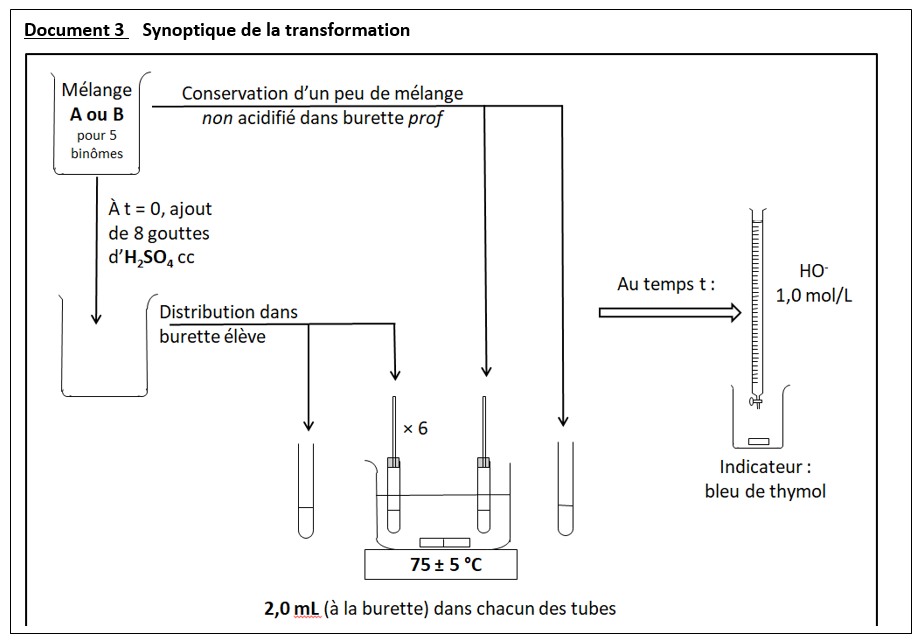 Document 3 Synoptique de la transformation
Mélange
A ou B
pour 5
binômes
Conservation d’un peu de mélange
non acidifié dans burette prof
À t = 0, ajout
de 8 gouttes
d’H₂SO₄ cc
Distribution dans
burette élève
× 6
75 ± 5 °C
Au temps t :
HO⁻
1,0 mol/L
Indicateur :
bleu de thymol
2,0 mL (à la burette) dans chacun des tubes